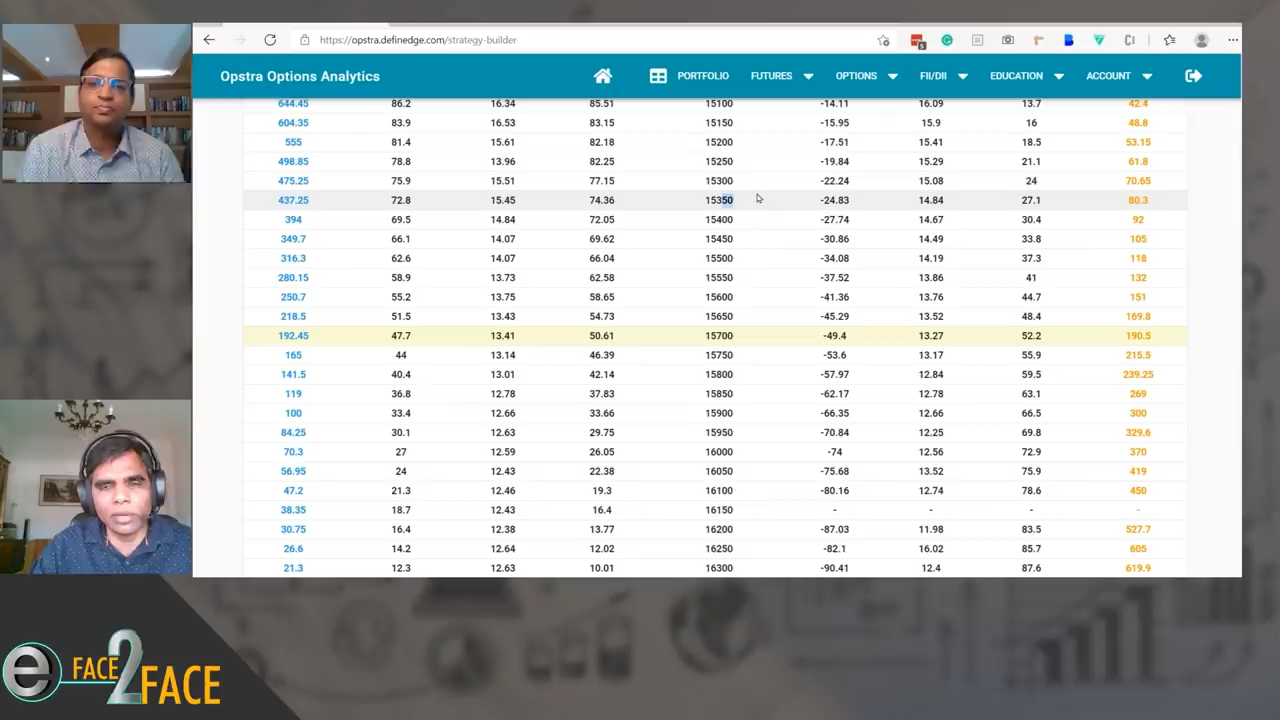 https://opstra.definedge.com/strategy-builder
Opstra Options Analytics
PORTFOLIO FUTURES OPTIONS FII/DII EDUCATION ACCOUNT
644.45 86.2 16.34 85.51 15100 -14.11 16.09 13.7 42.4
604.35 83.9 16.53 83.15 15150 -15.95 15.9 16 48.8
555 81.4 15.61 82.18 15200 -17.51 15.41 18.5 53.15
498.85 78.8 13.96 82.25 15250 -19.84 15.29 21.1 61.8
475.25 75.9 15.51 77.15 15300 -22.24 15.08 24 70.65
437.25 72.8 15.45 74.36 15350 -24.83 14.84 27.1 80.3
394 69.5 14.84 72.05 15400 -27.74 14.67 30.4 92
349.7 66.1 14.07 69.62 15450 -30.86 14.49 33.8 105
316.3 62.6 14.07 66.04 15500 -34.08 14.19 37.3 118
280.15 58.9 13.73 62.58 15550 -37.52 13.86 41 132
250.7 55.2 13.75 58.65 15600 -41.36 13.76 44.7 151
218.5 51.5 13.43 54.73 15650 -45.29 13.52 48.4 169.8
192.45 47.7 13.41 50.61 15700 -49.4 13.27 52.2 190.5
165 44 13.14 46.39 15750 -53.6 13.17 55.9 215.5
141.5 40.4 13.01 42.14 15800 -57.97 12.84 59.5 239.25
119 36.8 12.78 37.83 15850 -62.17 12.78 63.1 269
100 33.4 12.66 33.66 15900 -66.35 12.66 66.5 300
84.25 30.1 12.63 29.75 15950 -70.84 12.25 69.8 329.6
70.3 27 12.59 26.05 16000 -74 12.56 72.9 370
56.95 24 12.43 22.38 16050 -75.68 13.52 75.9 419
47.2 21.3 12.46 19.3 16100 -80.16 12.74 78.6 450
38.35 18.7 12.43 16.4 16150 - - - -
30.75 16.4 12.38 13.77 16200 -87.03 11.98 83.5 527.7
26.6 14.2 12.64 12.02 16250 -82.1 16.02 85.7 605
21.3 12.3 12.63 10.01 16300 -90.41 12.4 87.6 619.9
e FACE 2 FACE